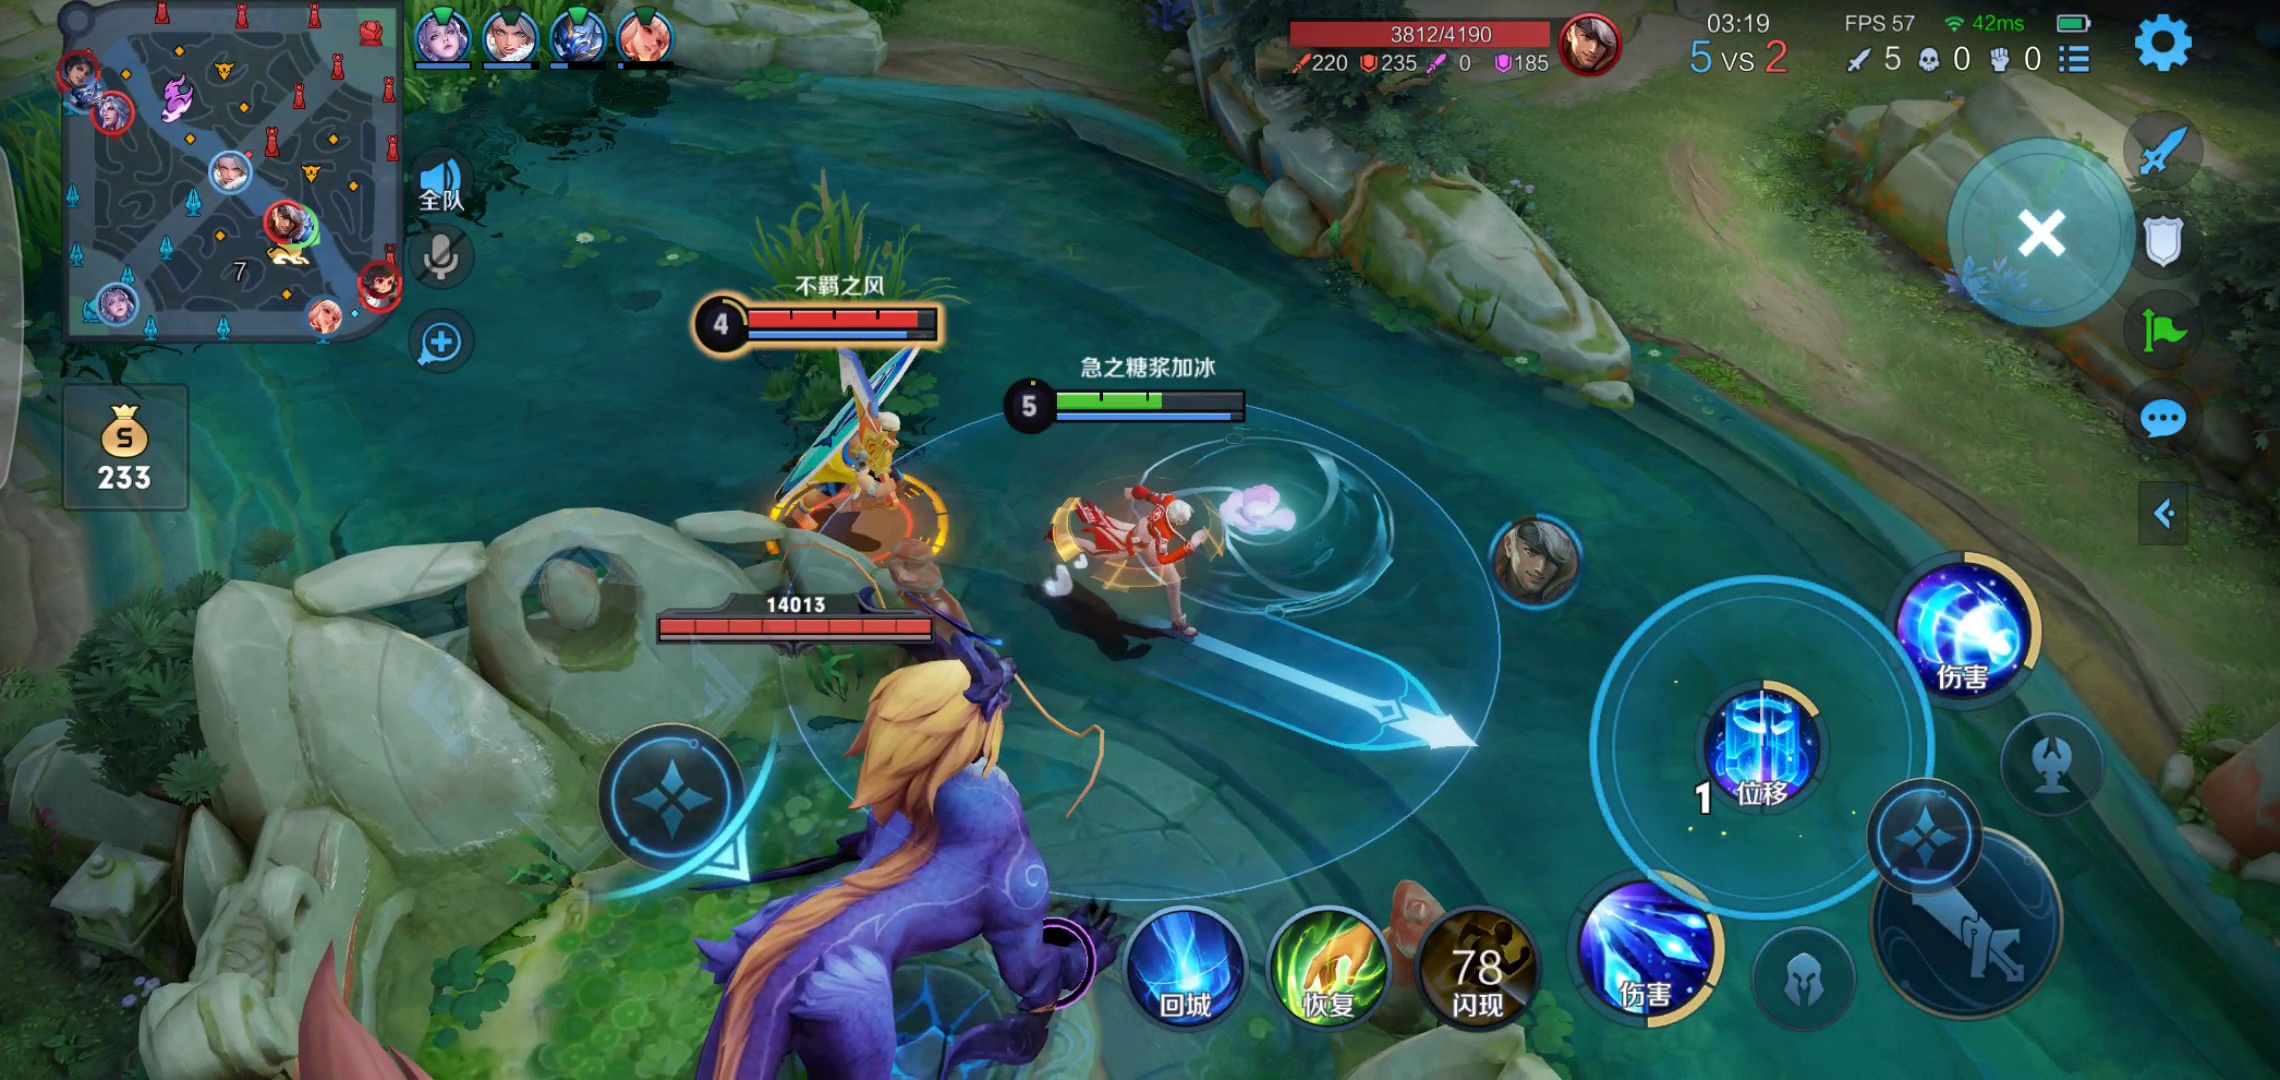 3812/4190
220 235 0 185
03:19
5 VS 2
FPS 57 42ms
5 0 0
全队
7
S
233
不羁之风
4
急之糖浆加冰
5
14013
伤害
1 位移
伤害
回城
恢复
78
闪现